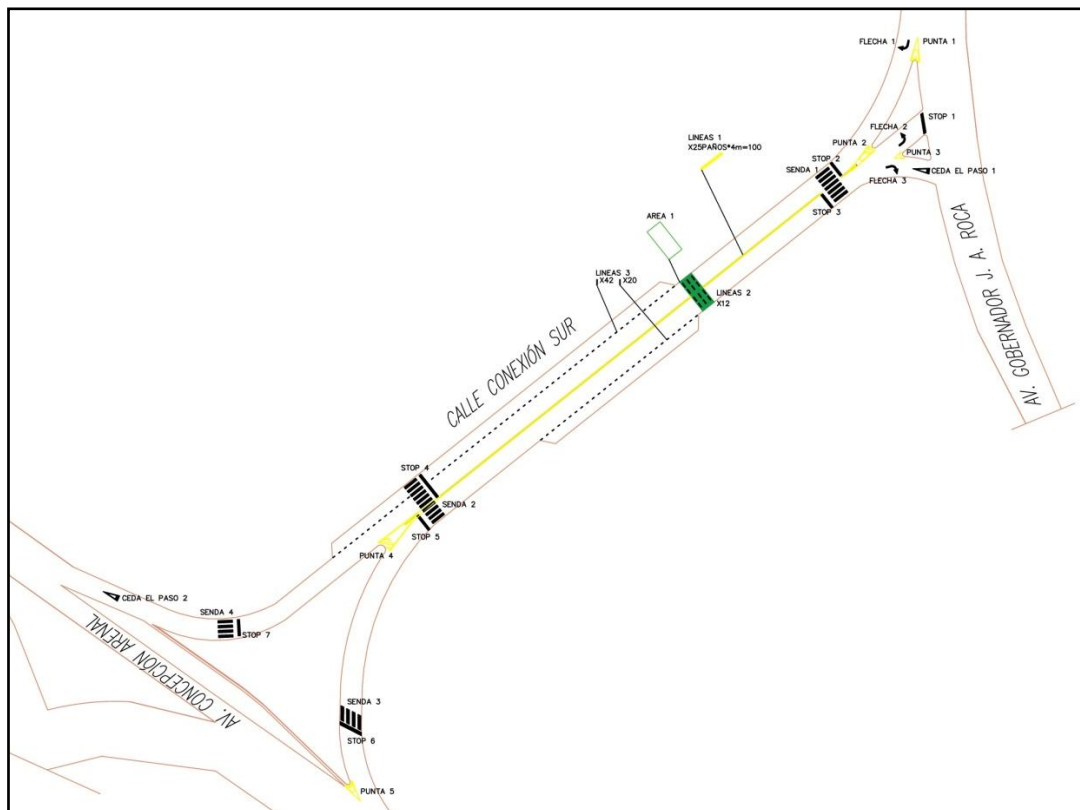 FLECHA 1
PUNTA 1
STOP 1
FLECHA 2
LINEAS 1
X25PAÑOS*4m=100
PUNTA 2
PUNTA 3
STOP 2
SENDA 1
CEDA EL PASO 1
FLECHA 3
STOP 3
AREA 1
AV. GOBERNADOR J. A. ROCA
LINEAS 3
X42 X20
LINEAS 2
X12
CALLE CONEXIÓN SUR
STOP 4
SENDA 2
STOP 5
PUNTA 4
CEDA EL PASO 2
SENDA 4
STOP 7
AV. CONCEPCIÓN ARENAL
SENDA 3
STOP 6
PUNTA 5